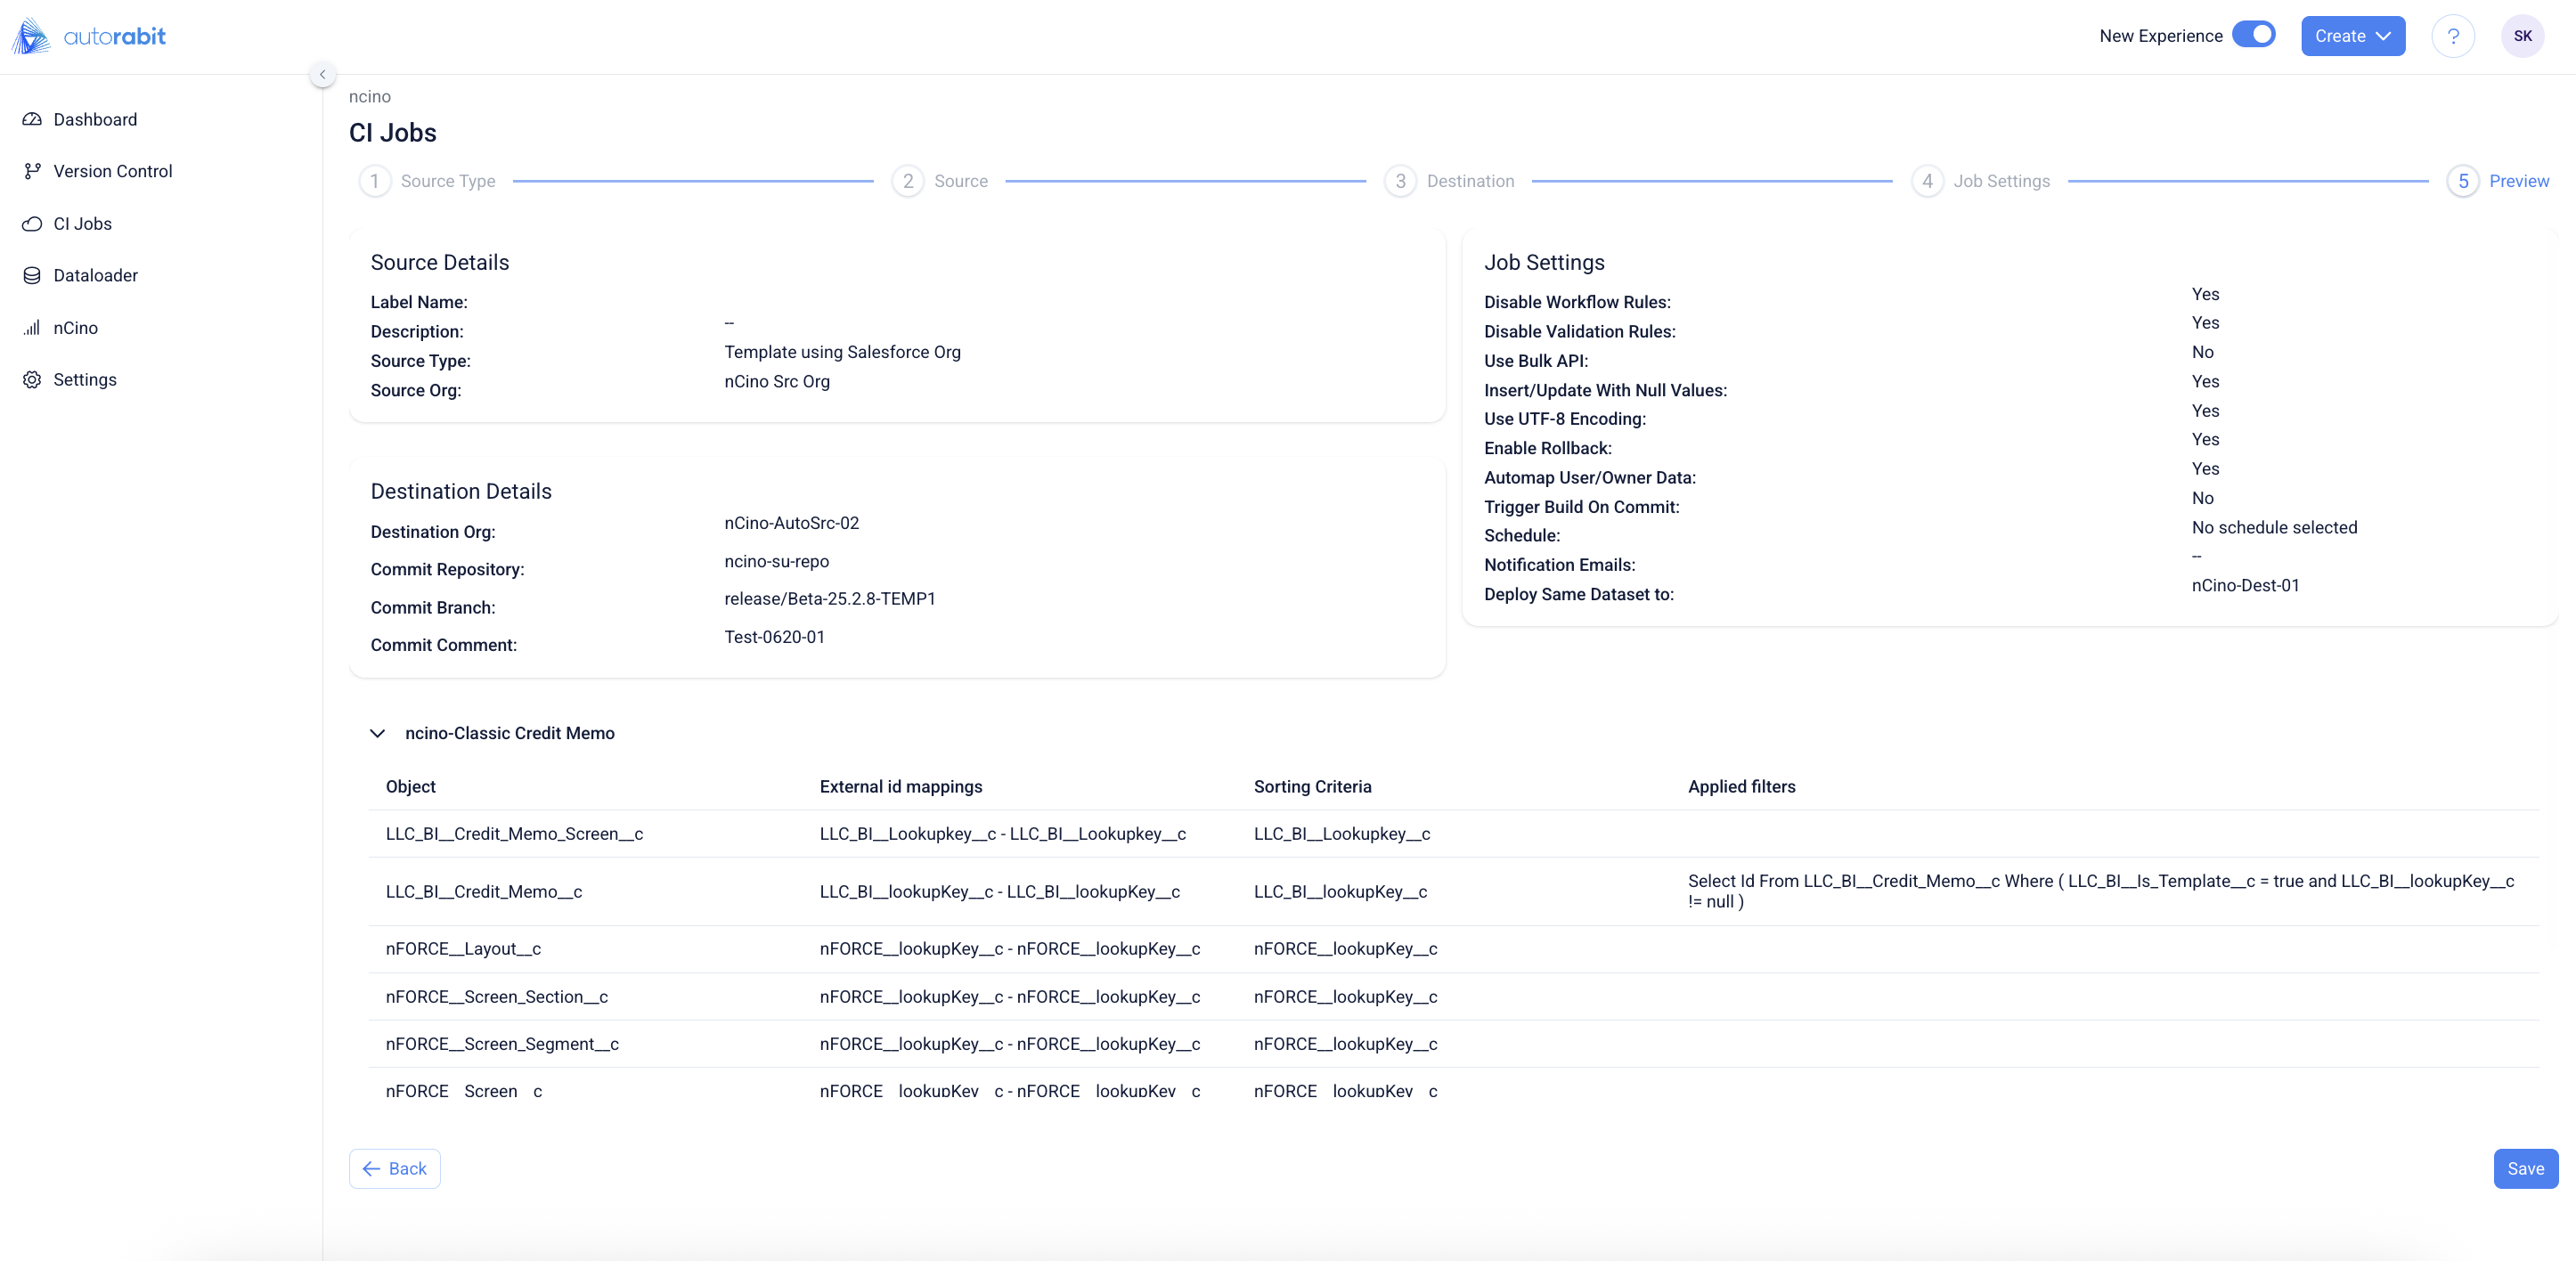 autorabit
New Experience
Create
?
SK
Dashboard
Version Control
CI Jobs
Dataloader
nCino
Settings
ncino
CI Jobs
1 Source Type
2 Source
3 Destination
4 Job Settings
5 Preview
Source Details
Label Name:
Description: --
Source Type: Template using Salesforce Org
Source Org: nCino Src Org
Destination Details
Destination Org: nCino-AutoSrc-02
Commit Repository: ncino-su-repo
Commit Branch: release/Beta-25.2.8-TEMP1
Commit Comment: Test-0620-01
Job Settings
Disable Workflow Rules: Yes
Disable Validation Rules: Yes
Use Bulk API: No
Insert/Update With Null Values: Yes
Use UTF-8 Encoding: Yes
Enable Rollback: Yes
Automap User/Owner Data: Yes
Trigger Build On Commit: No
Schedule: No schedule selected
Notification Emails: --
Deploy Same Dataset to: nCino-Dest-01
ncino-Classic Credit Memo
Object External id mappings Sorting Criteria Applied filters
LLC_BI__Credit_Memo_Screen__c LLC_BI__Lookupkey__c - LLC_BI__Lookupkey__c LLC_BI__Lookupkey__c
LLC_BI__Credit_Memo__c LLC_BI__lookupKey__c - LLC_BI__lookupKey__c LLC_BI__lookupKey__c Select Id From LLC_BI__Credit_Memo__c Where ( LLC_BI__Is_Template__c = true and LLC_BI__lookupKey__c
!= null )
nFORCE__Layout__c nFORCE__lookupKey__c - nFORCE__lookupKey__c nFORCE__lookupKey__c
nFORCE__Screen_Section__c nFORCE__lookupKey__c - nFORCE__lookupKey__c nFORCE__lookupKey__c
nFORCE__Screen_Segment__c nFORCE__lookupKey__c - nFORCE__lookupKey__c nFORCE__lookupKey__c
nFORCE__Screen__c nFORCE__lookupKey__c - nFORCE__lookupKey__c nFORCE__lookupKey__c
Back
Save